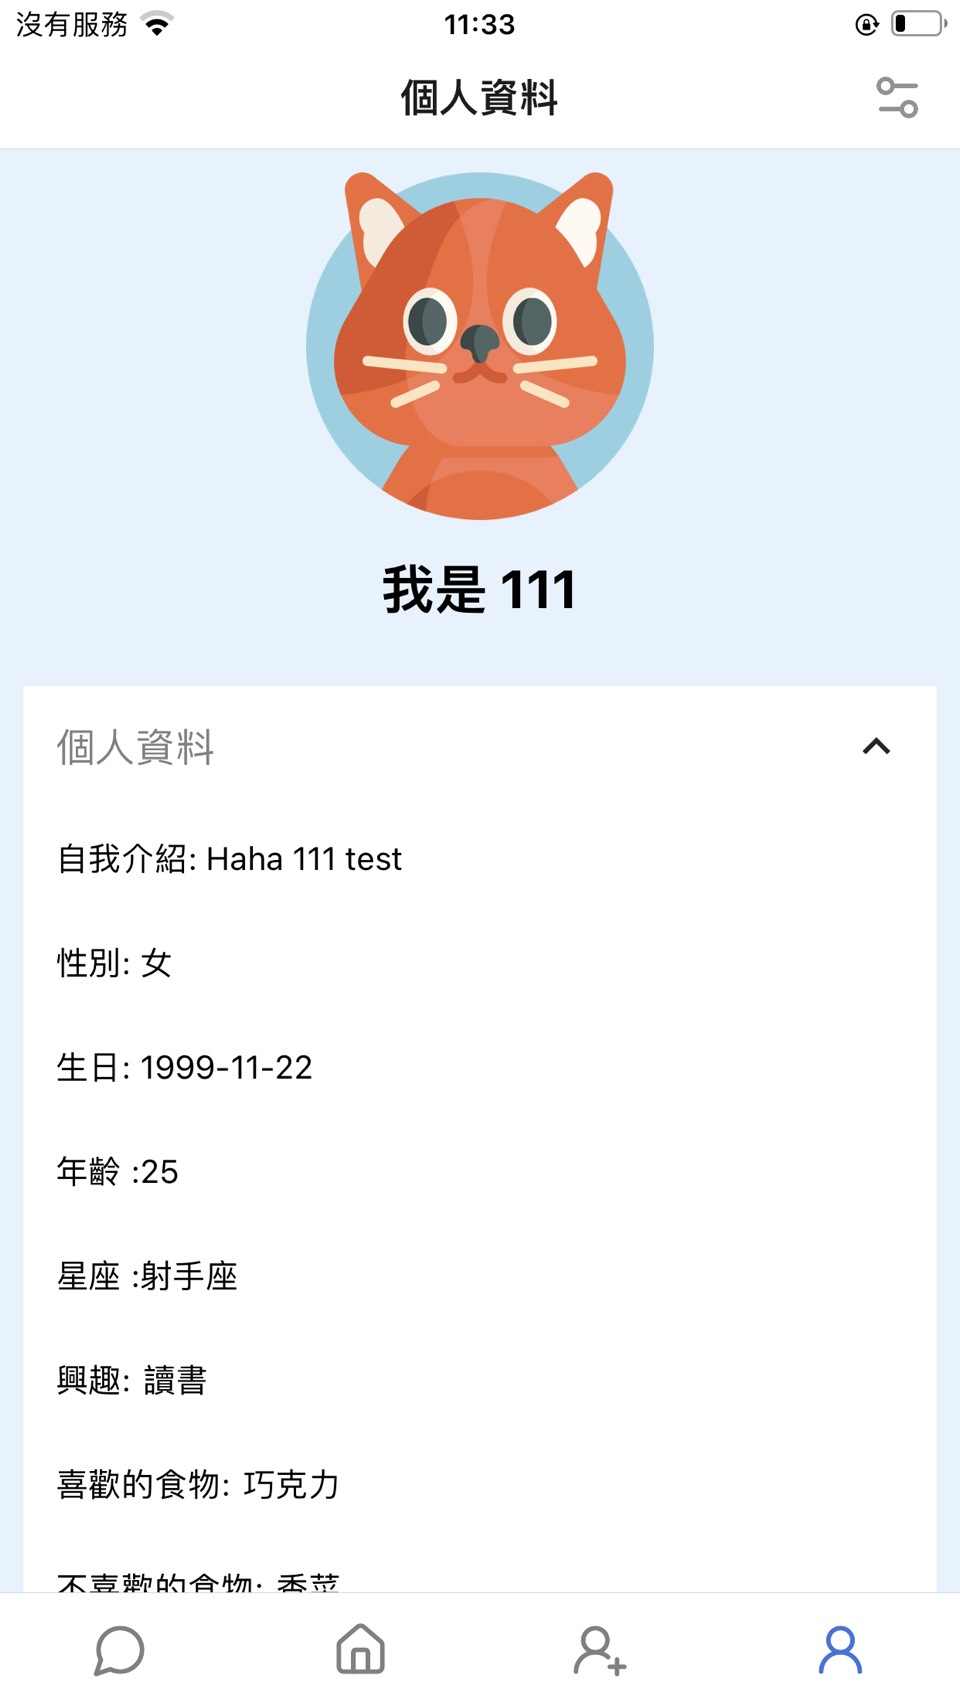 沒有服務
11:33
個人資料
我是 111
個人資料
自我介紹: Haha 111 test
性別: 女
生日: 1999-11-22
年齡 :25
星座 :射手座
興趣: 讀書
喜歡的食物: 巧克力
不喜歡的食物: 香菜